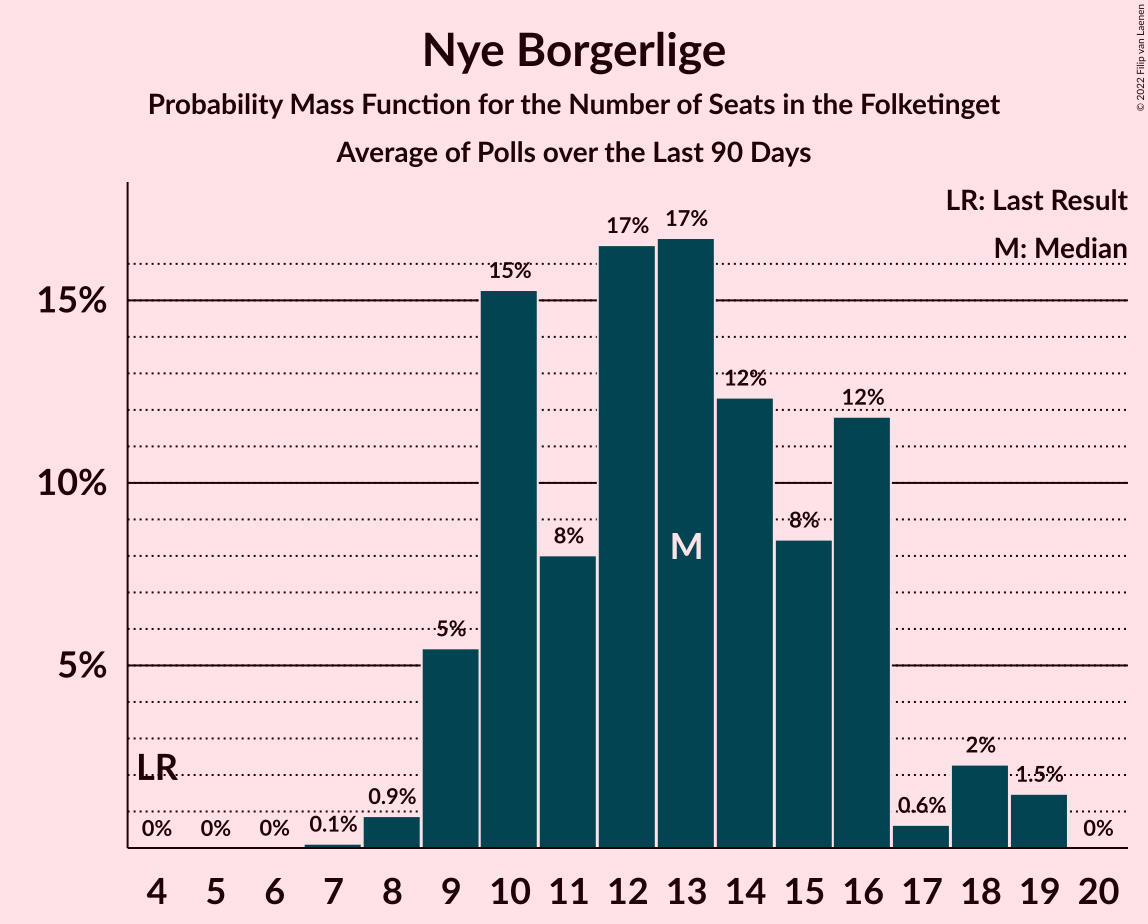 Nye Borgerlige
Probability Mass Function for the Number of Seats in the Folketinget
Average of Polls over the Last 90 Days
© 2022 Filip van Laenen
LR: Last Result
M: Median
15%
10%
5%
LR
0%
0%
0%
0.1%
0.9%
5%
15%
8%
17%
17%
M
12%
8%
12%
0.6%
2%
1.5%
0%
4 5 6 7 8 9 10 11 12 13 14 15 16 17 18 19 20